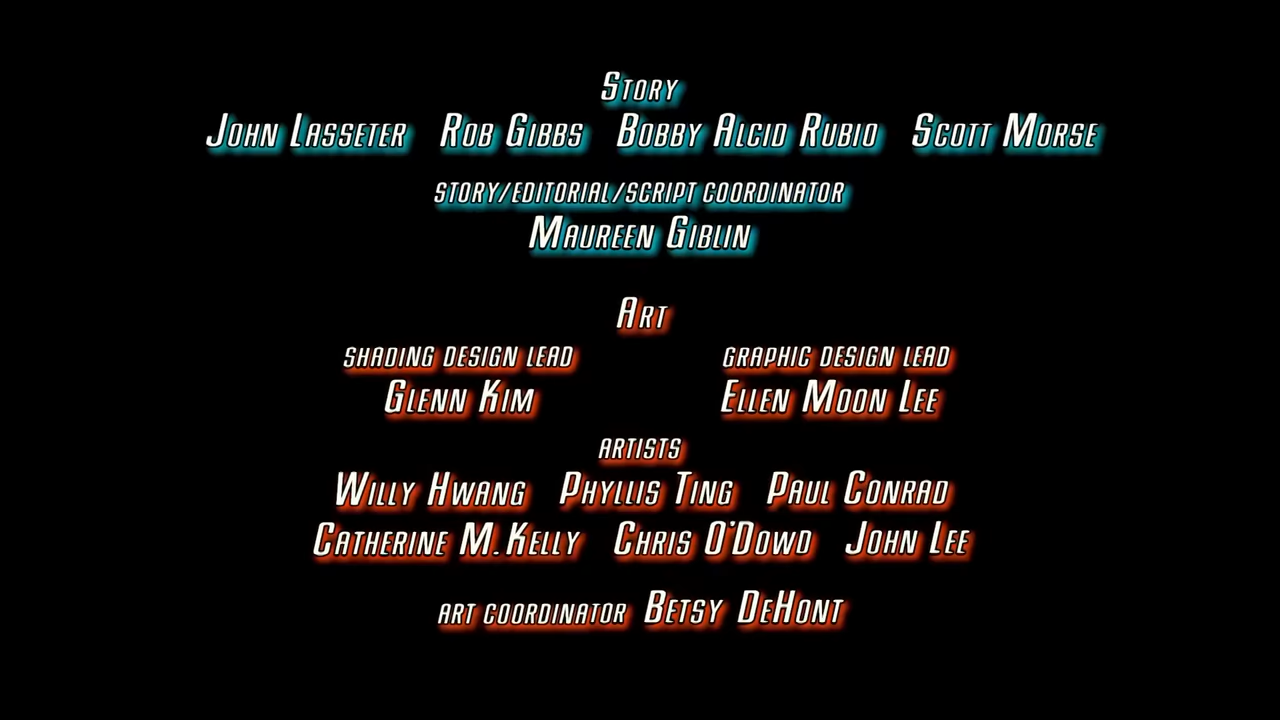 Story
John Lasseter Rob Gibbs Bobby Alcid Rubio Scott Morse
STORY/EDITORIAL/SCRIPT COORDINATOR
Maureen Giblin
Art
SHADING DESIGN LEAD GRAPHIC DESIGN LEAD
Glenn Kim Ellen Moon Lee
ARTISTS
Willy Hwang Phyllis Ting Paul Conrad
Catherine M. Kelly Chris O'Dowd John Lee
ART COORDINATOR Betsy DeHont